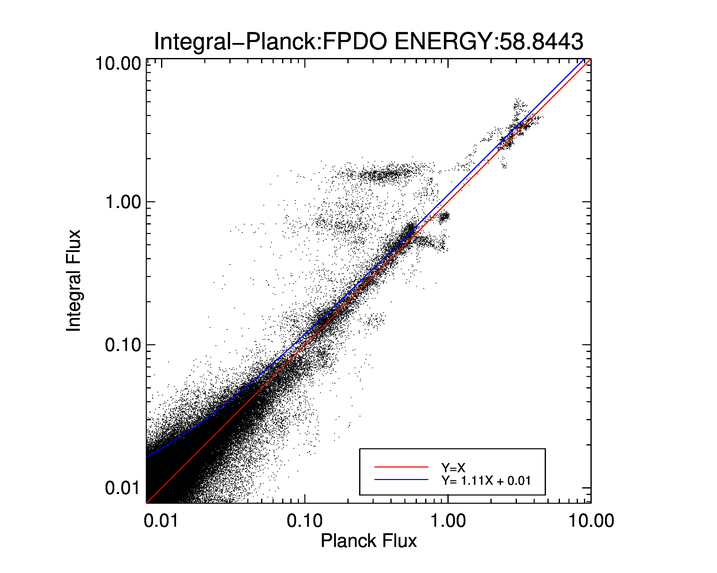 Integral-Planck:FPDO ENERGY:58.8443
10.00
1.00
0.10
0.01
Integral Flux
Y=X
Y= 1.11X + 0.01
0.01 0.10 1.00 10.00
Planck Flux